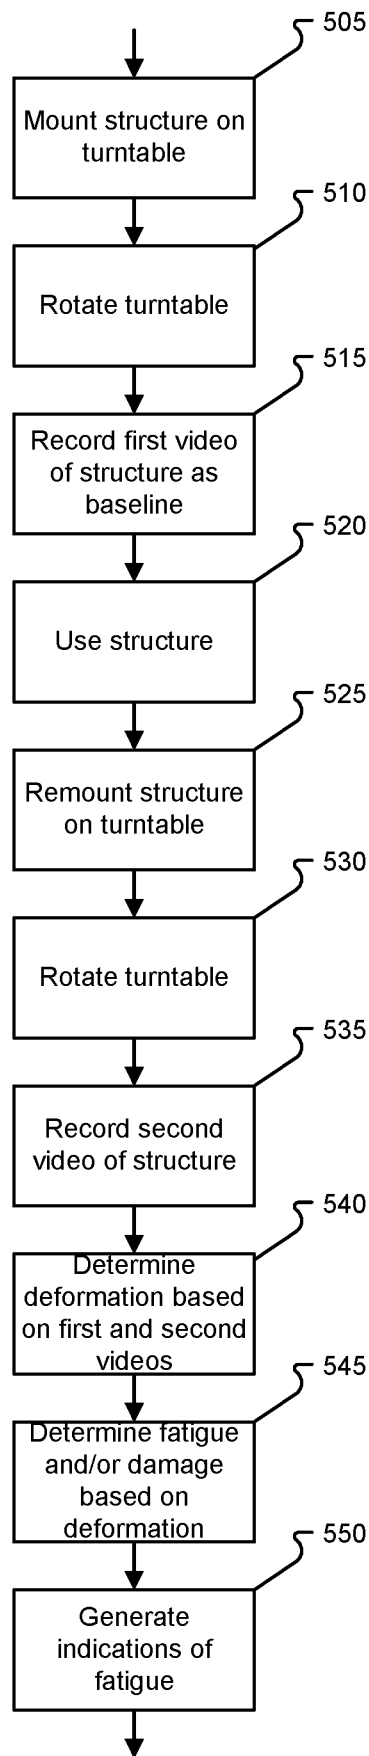 505
Mount structure on
turntable
510
Rotate turntable
515
Record first video
of structure as
baseline
520
Use structure
525
Remount structure
on turntable
530
Rotate turntable
535
Record second
video of structure
540
Determine
deformation based
on first and second
videos
545
Determine fatigue
and/or damage
based on
deformation
550
Generate
indications of
fatigue